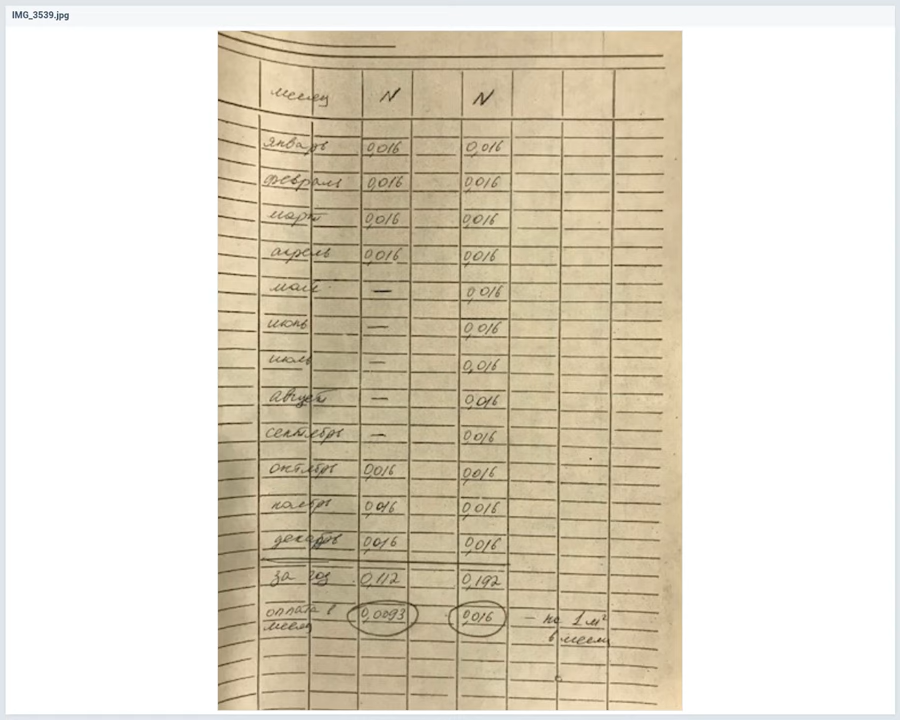 IMG_3539.jpg
месяц N N
январь 0,016 0,016
февраль 0,016 0,016
март 0,016 0,016
апрель 0,016 0,016
май — 0,016
июнь — 0,016
июль — 0,016
август — 0,016
сентябрь — 0,016
октябрь 0,016 0,016
ноябрь 0,016 0,016
декабрь 0,016 0,016
за год 0,112 0,192
оплата в месяц 0,0093 0,016 — на 1 м²
в месяц